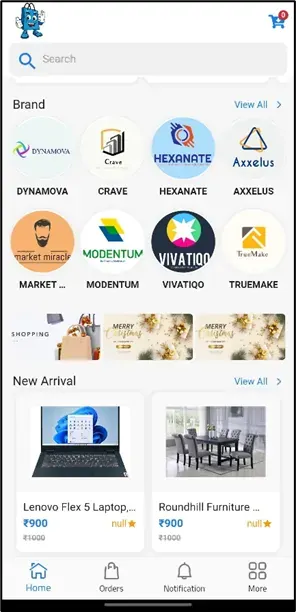 0
Search
Brand
View All
DYNAMOVA
Crave
HEXANATE
Axxelus
DYNAMOVA
CRAVE
HEXANATE
AXXELUS
market miracle
MODENTUM
VIVATIQO
TrueMake
MARKET ...
MODENTUM
VIVATIQO
TRUEMAKE
SHOPPING
MERRY
Christmas
MERRY
Christmas
New Arrival
View All
Lenovo Flex 5 Laptop,...
Roundhill Furniture ...
₹900
null
₹900
null
₹1000
₹1000
Home
Orders
Notification
More